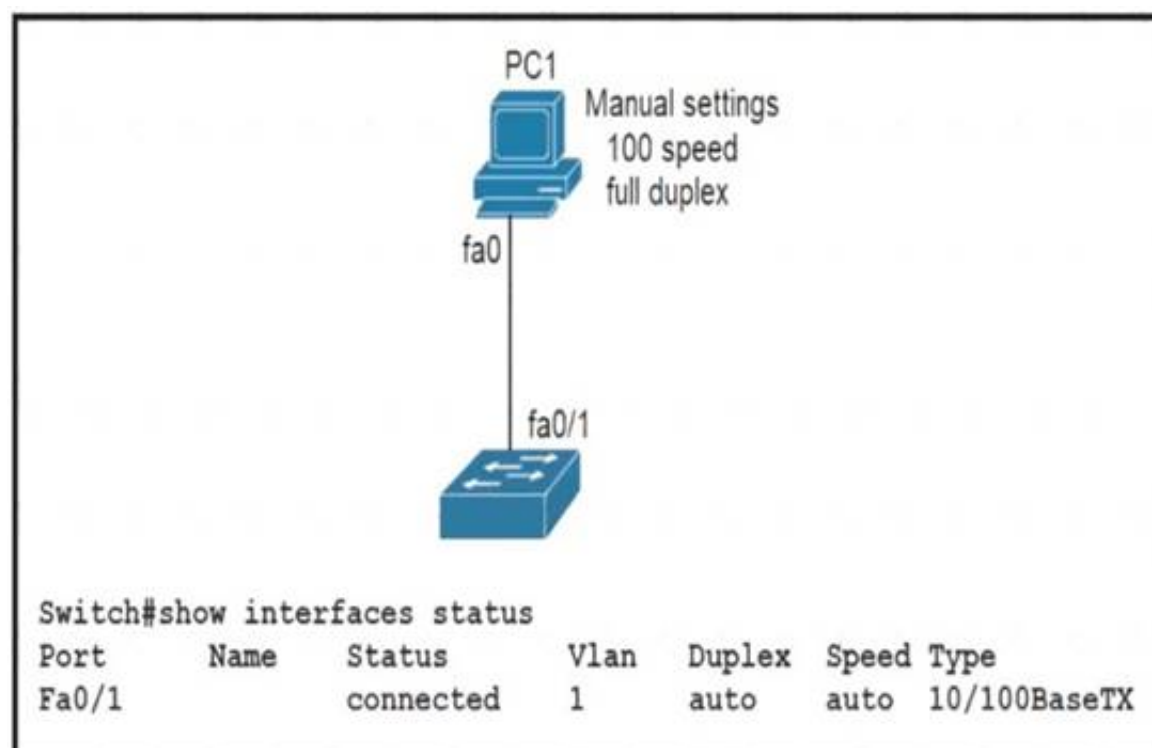 PC1
Manual settings
100 speed
full duplex
fa0
fa0/1
Switch#show interfaces status
Port Name Status Vlan Duplex Speed Type
Fa0/1 connected 1 auto auto 10/100BaseTX